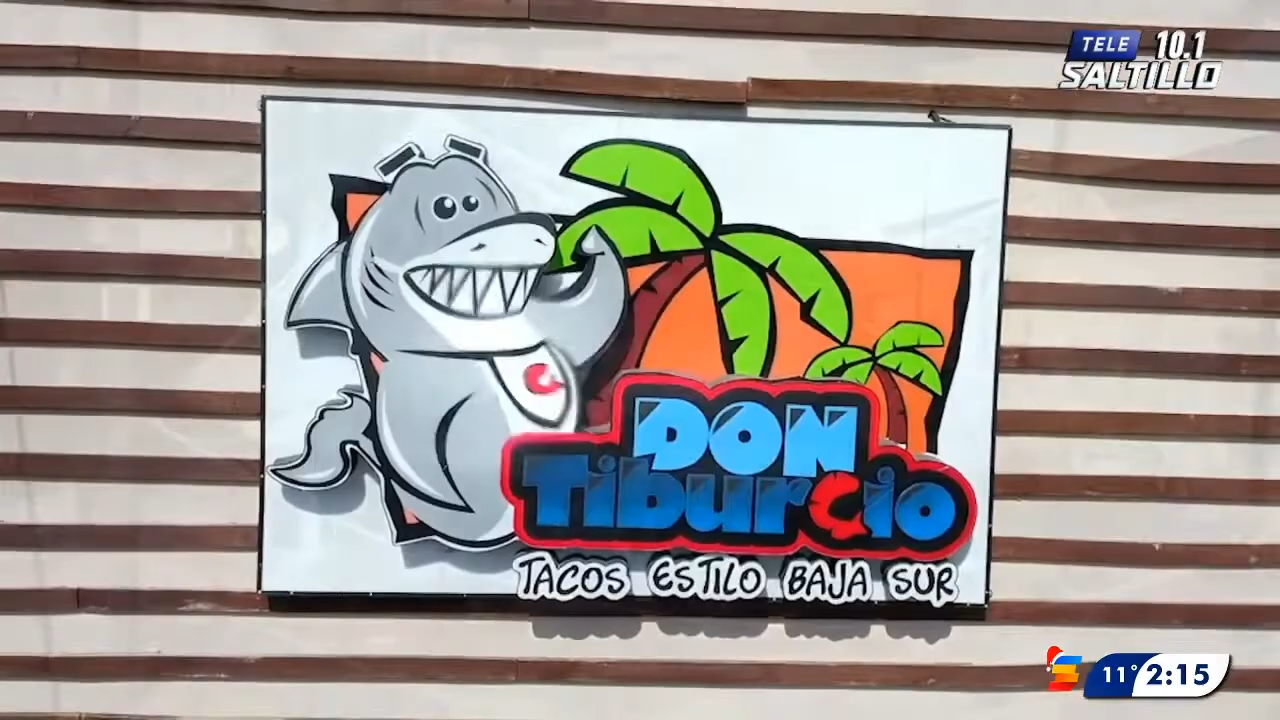 TELE 10.1
SALTILLO
DON
Tiburcio
TACOS ESTILO BAJA SUR
11° 2:15